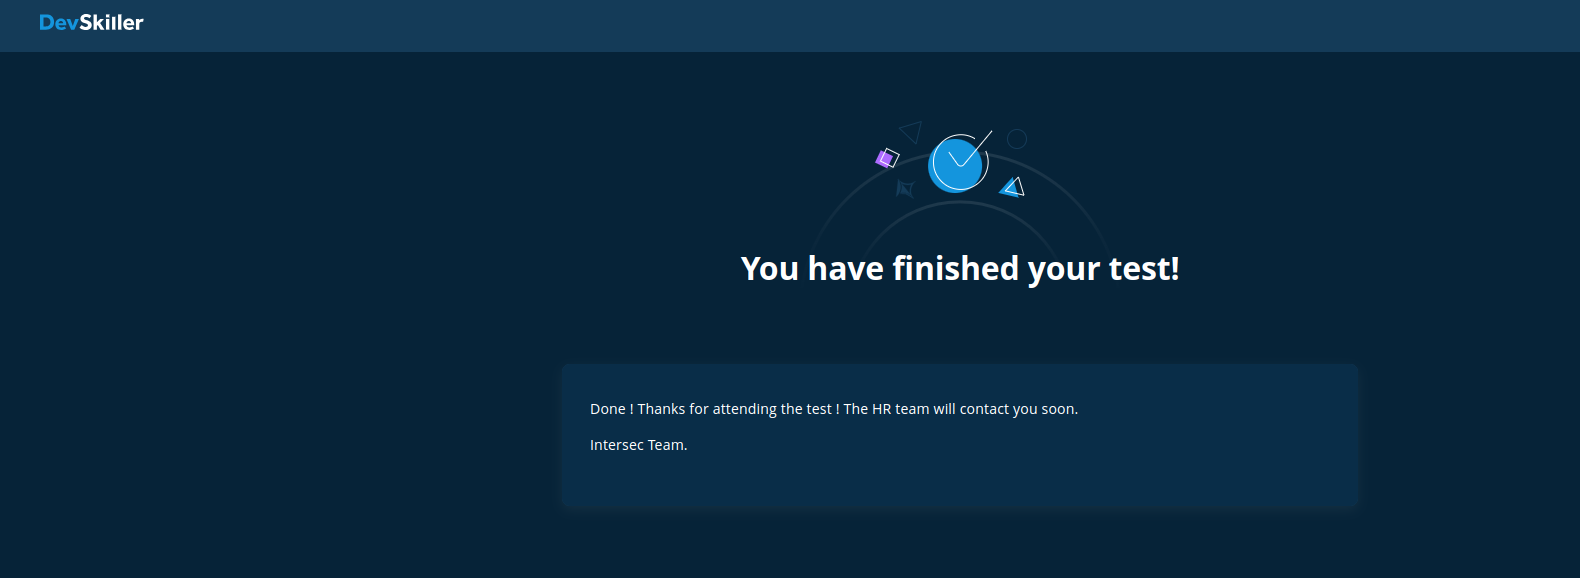 DevSkiller
You have finished your test!
Done ! Thanks for attending the test ! The HR team will contact you soon.
Intersec Team.